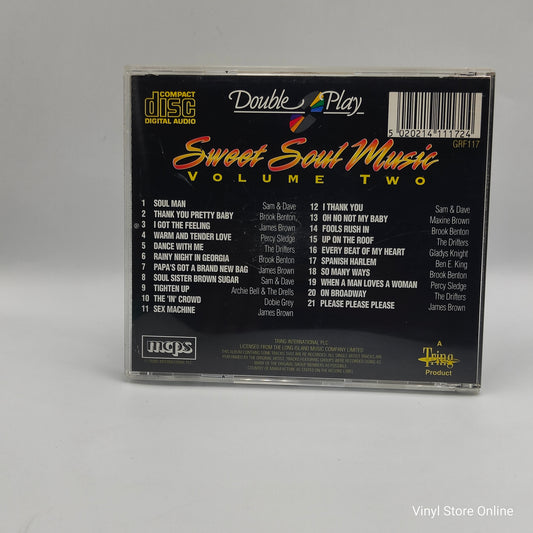 COMPACT
disc
DIGITAL AUDIO
Double Play
5 020214 111724
GRF117
Sweet Soul Music
VOLUME TWO
1 SOUL MAN Sam & Dave
2 THANK YOU PRETTY BABY Brook Benton
3 I GOT THE FEELING James Brown
4 WARM AND TENDER LOVE Percy Sledge
5 DANCE WITH ME The Drifters
6 RAINY NIGHT IN GEORGIA Brook Benton
7 PAPA'S GOT A BRAND NEW BAG James Brown
8 SOUL SISTER BROWN SUGAR Sam & Dave
9 TIGHTEN UP Archie Bell & The Drells
10 THE 'IN' CROWD Dobie Grey
11 SEX MACHINE James Brown
12 I THANK YOU Sam & Dave
13 OH NO NOT MY BABY Maxine Brown
14 FOOLS RUSH IN Brook Benton
15 UP ON THE ROOF The Drifters
16 EVERY BEAT OF MY HEART Gladys Knight
17 SPANISH HARLEM Ben E. King
18 SO MANY WAYS Brook Benton
19 WHEN A MAN LOVES A WOMAN Percy Sledge
20 ON BROADWAY The Drifters
21 PLEASE PLEASE PLEASE James Brown
mcps
TRING INTERNATIONAL PLC
LICENSED FROM THE LONG ISLAND MUSIC COMPANY LIMITED
A
Tring
Product
Vinyl Store Online